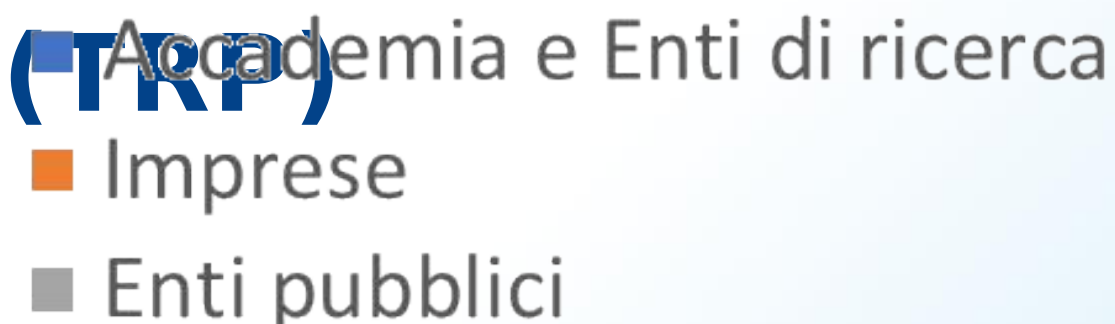 (TRP)
Accademia e Enti di ricerca
Imprese
Enti pubblici